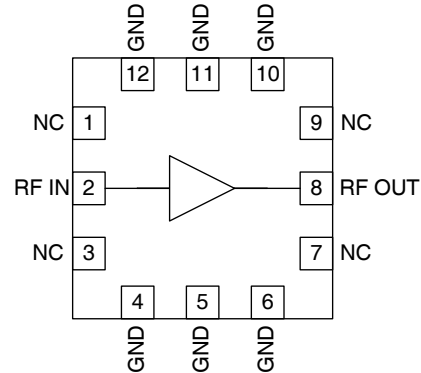 GND GND GND
12 11 10
NC 1 9 NC
RF IN 2 8 RF OUT
NC 3 7 NC
4 5 6
GND GND GND